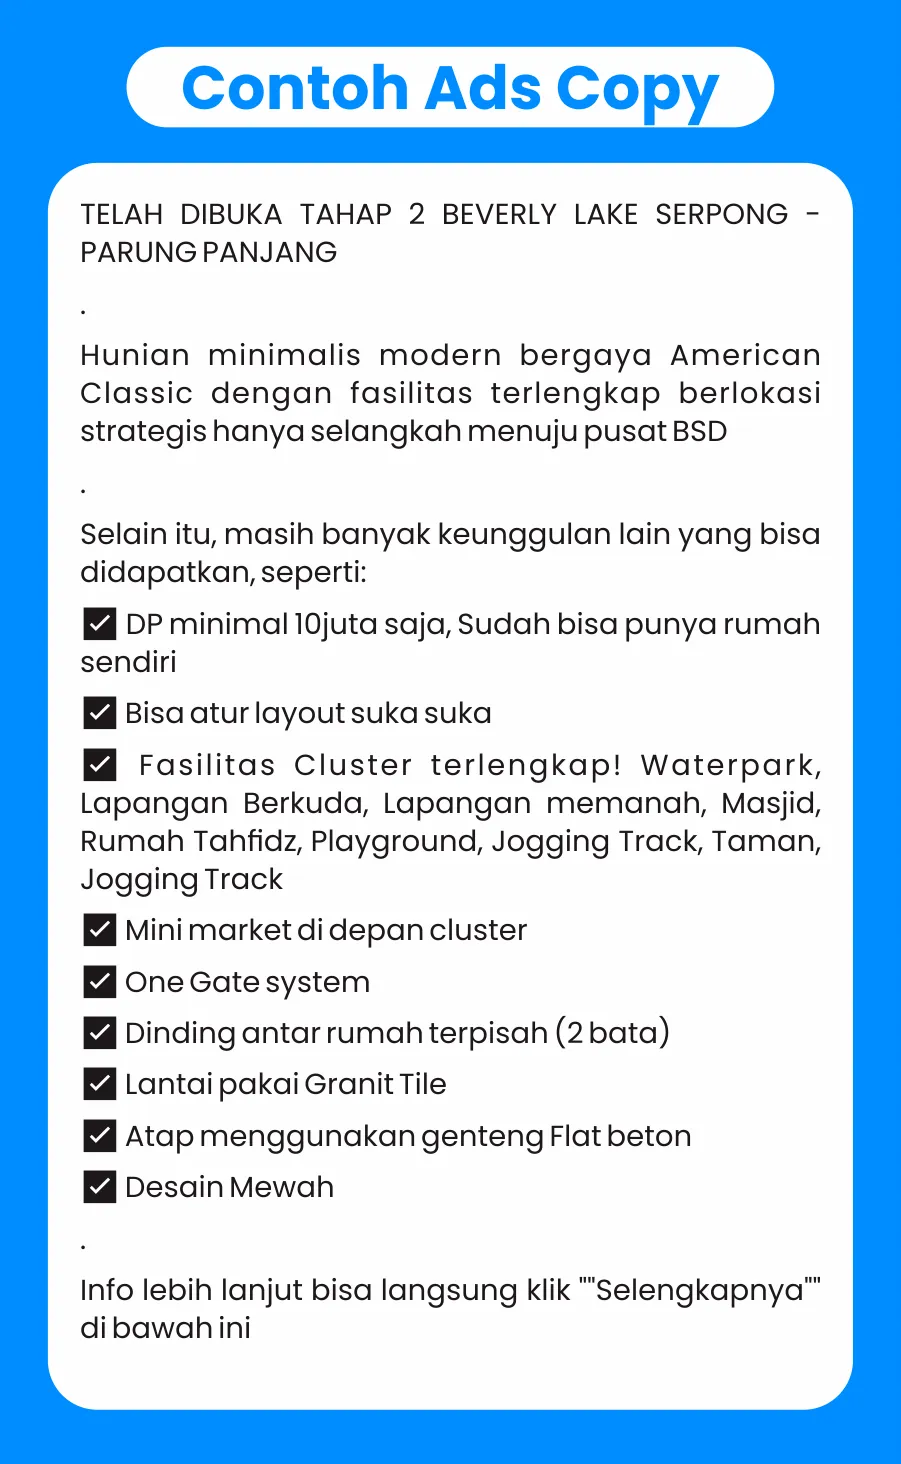 Contoh Ads Copy
TELAH DIBUKA TAHAP 2 BEVERLY LAKE SERPONG -
PARUNG PANJANG
.
Hunian minimalis modern bergaya American
Classic dengan fasilitas terlengkap berlokasi
strategis hanya selangkah menuju pusat BSD
.
Selain itu, masih banyak keunggulan lain yang bisa
didapatkan, seperti:
✅ DP minimal 10juta saja, Sudah bisa punya rumah
sendiri
✅ Bisa atur layout suka suka
✅ Fasilitas Cluster terlengkap! Waterpark,
Lapangan Berkuda, Lapangan memanah, Masjid,
Rumah Tahfidz, Playground, Jogging Track, Taman,
Jogging Track
✅ Mini market di depan cluster
✅ One Gate system
✅ Dinding antar rumah terpisah (2 bata)
✅ Lantai pakai Granit Tile
✅ Atap menggunakan genteng Flat beton
✅ Desain Mewah
.
Info lebih lanjut bisa langsung klik ""Selengkapnya""
di bawah ini